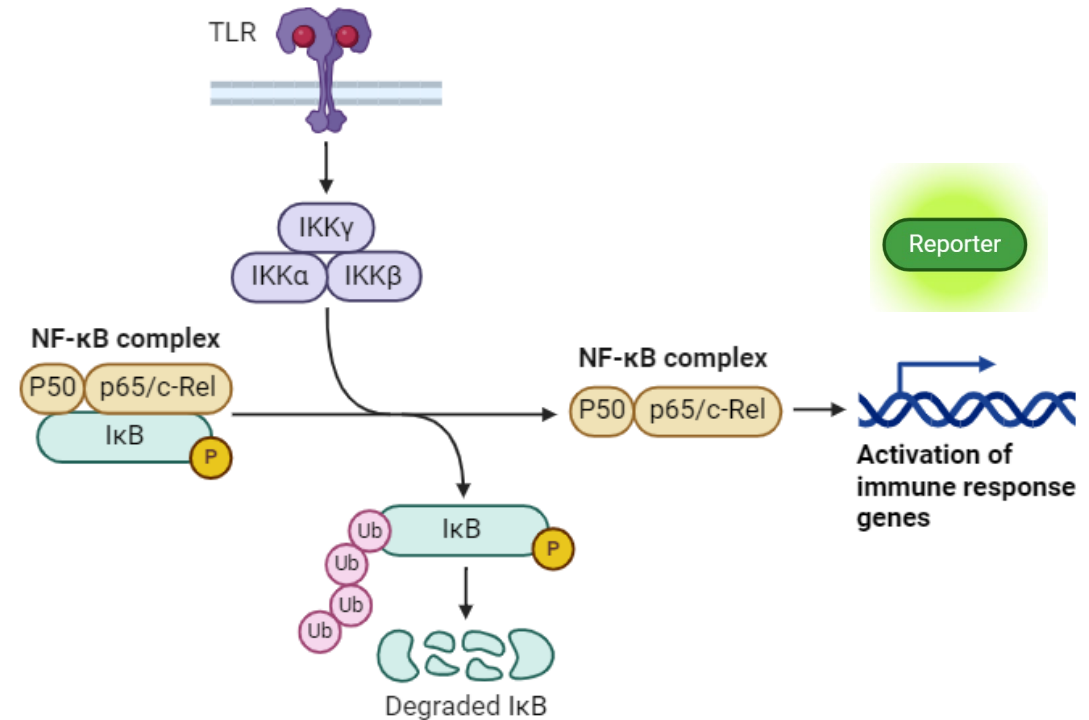 TLR
IKKγ
IKKα
IKKβ
Reporter
NF-κB complex
P50
p65/c-Rel
IκB
P
NF-κB complex
P50
p65/c-Rel
Activation of
immune response
genes
Ub
IκB
P
Ub
Ub
Ub
Degraded IκB